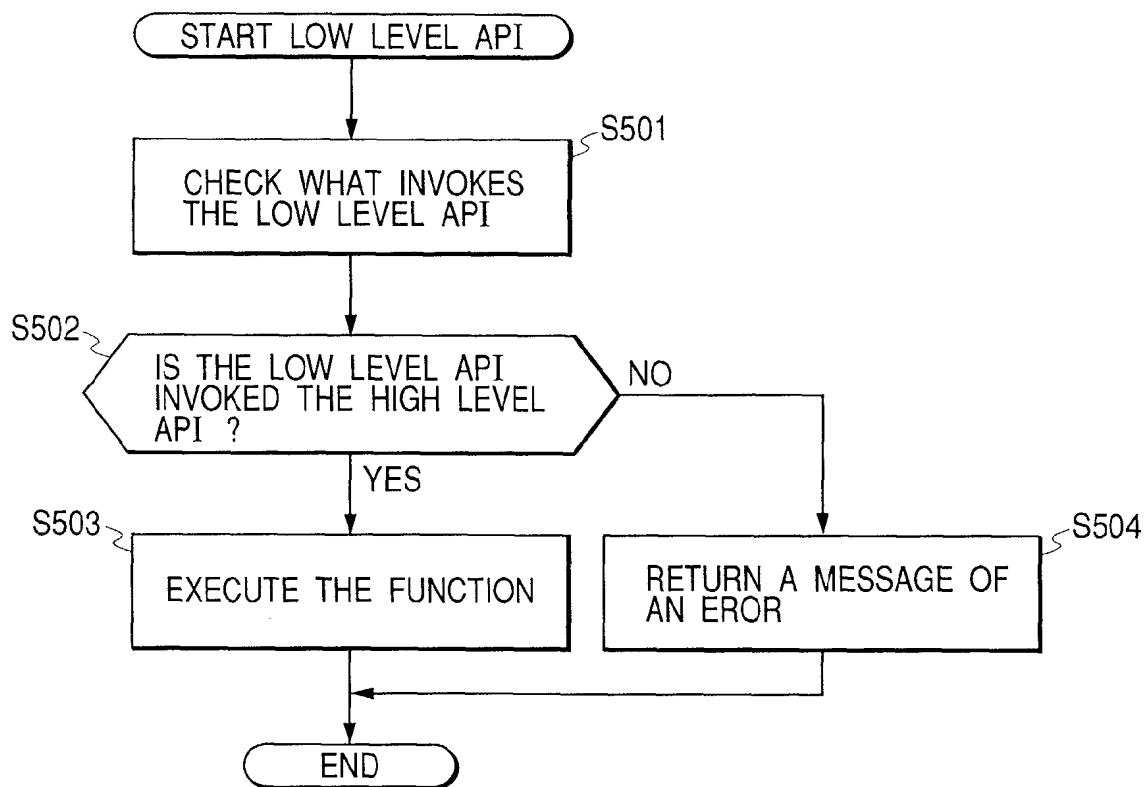 START LOW LEVEL API
S501
CHECK WHAT INVOKES
THE LOW LEVEL API
S502
IS THE LOW LEVEL API
INVOKED THE HIGH LEVEL
API ?
NO
YES
S503
EXECUTE THE FUNCTION
S504
RETURN A MESSAGE OF
AN EROR
END